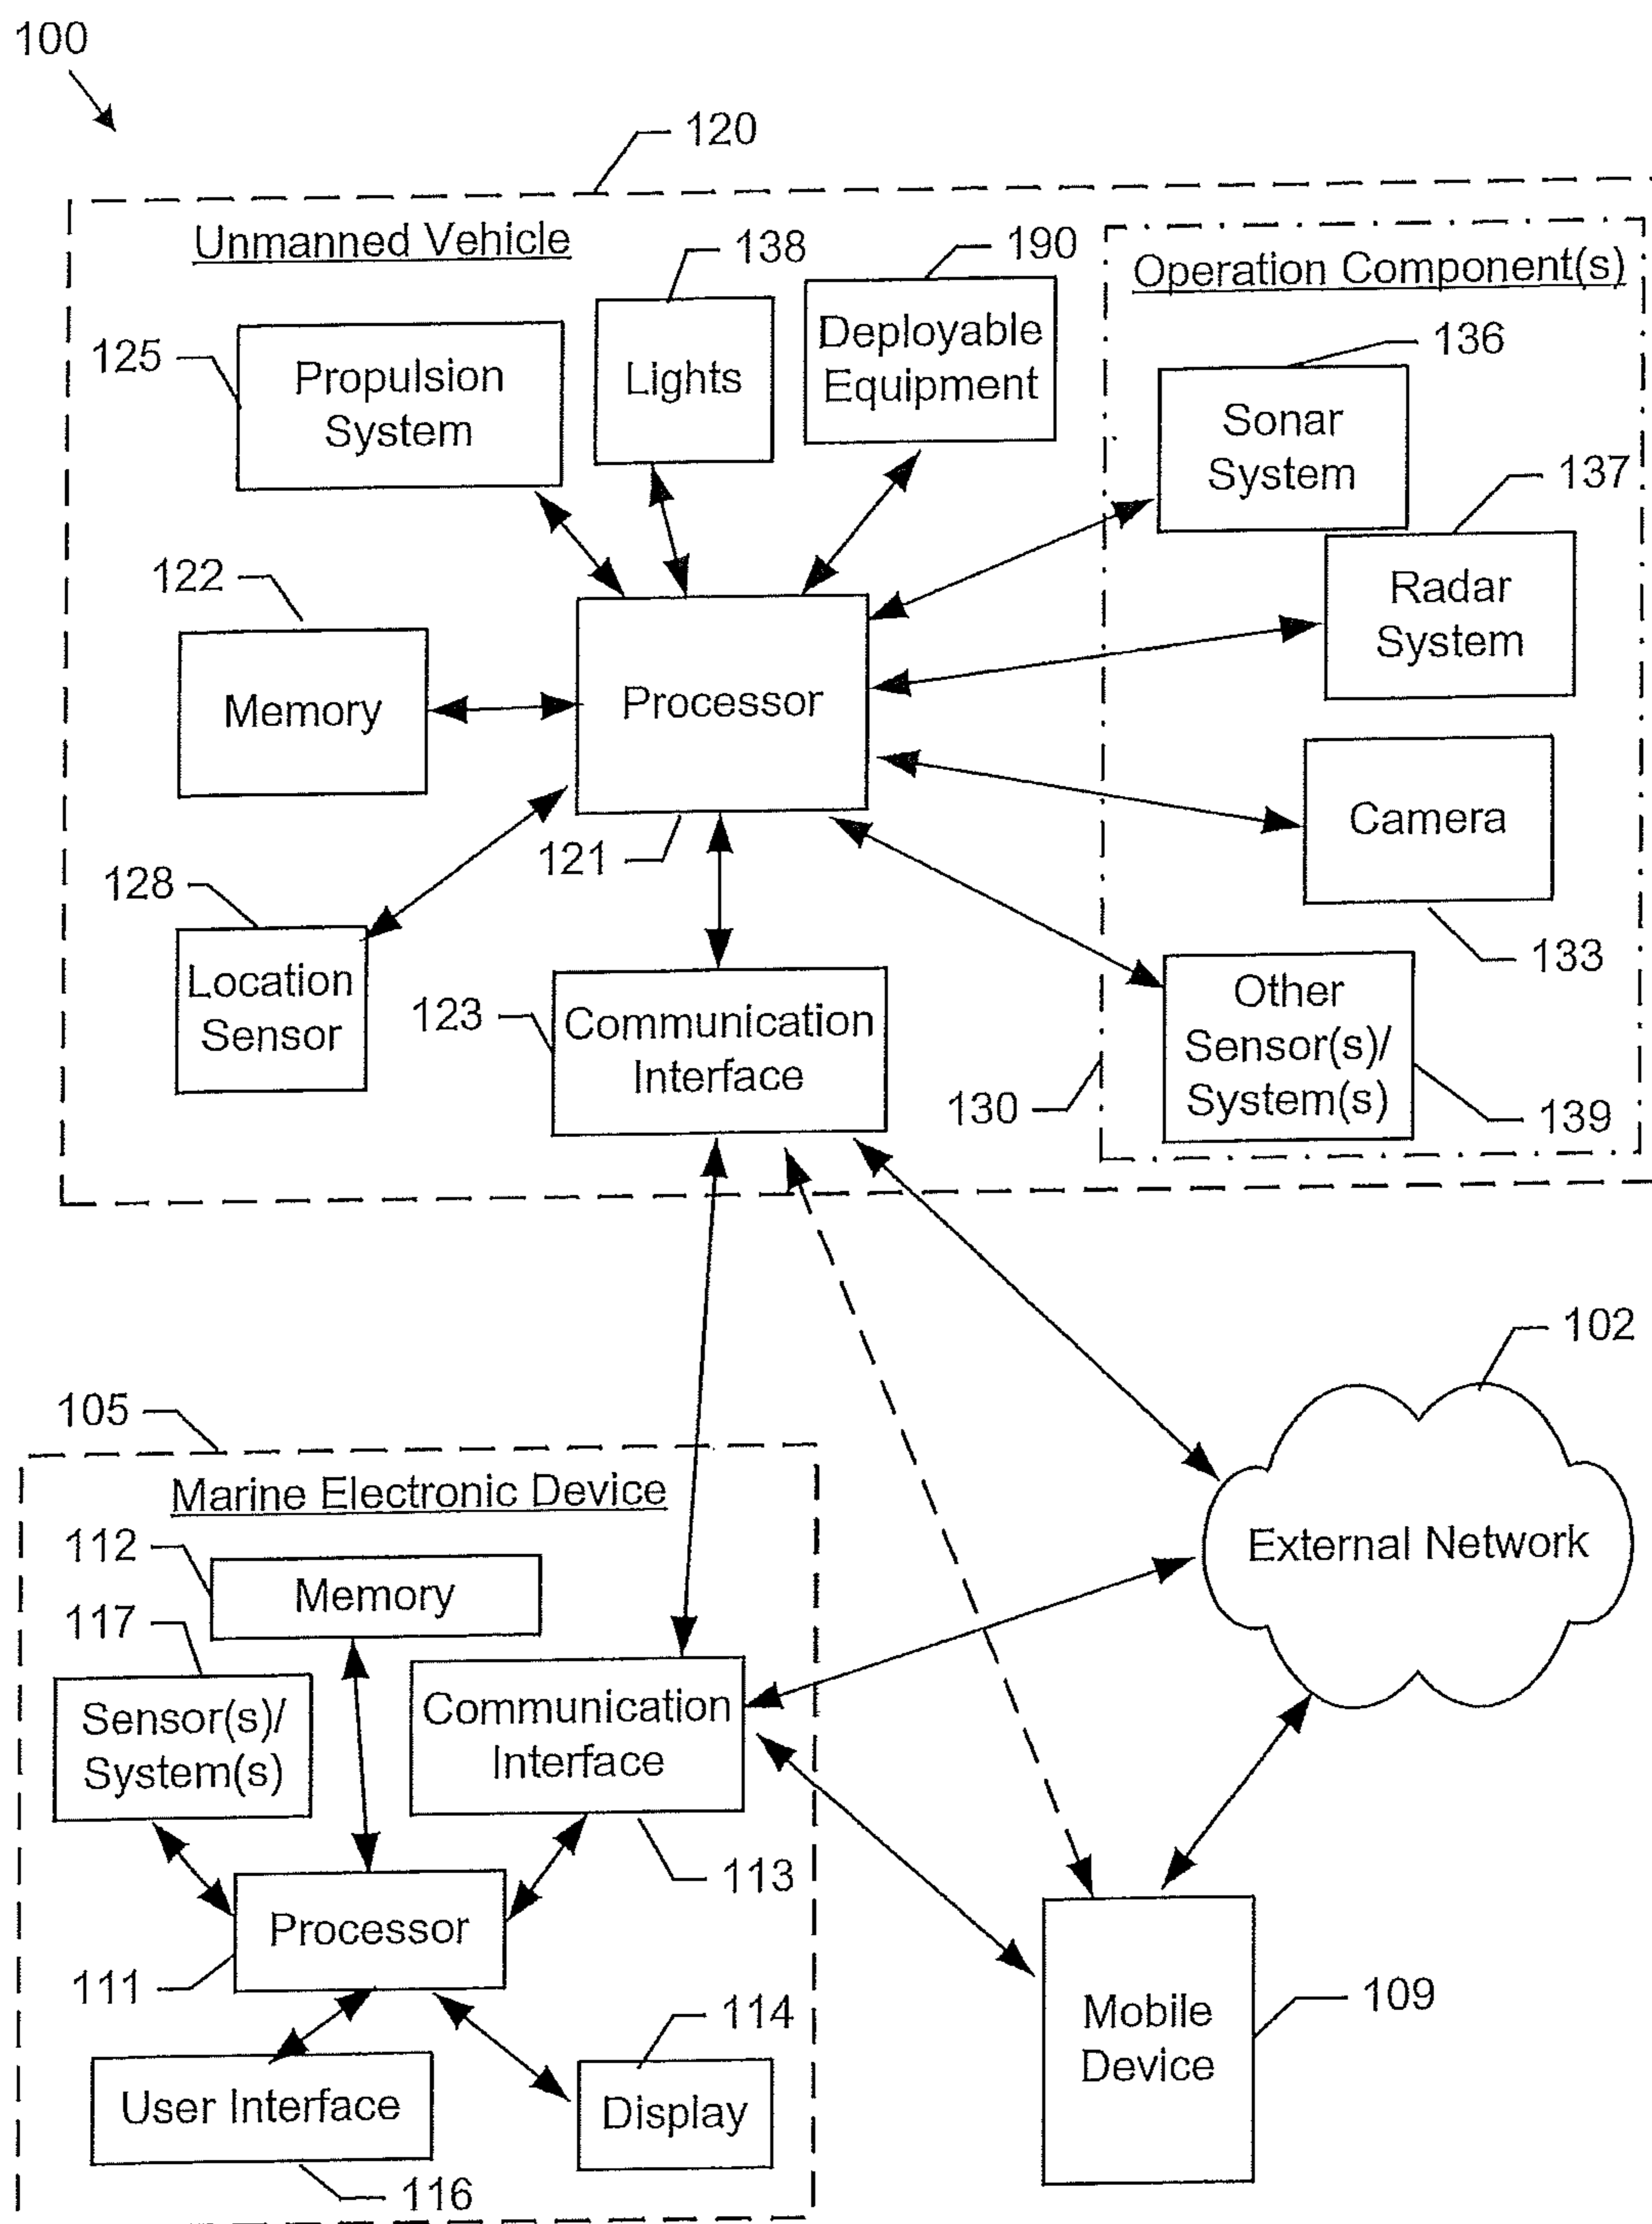 100
120
Unmanned Vehicle
138
190
Operation Component(s)
125
Propulsion
System
Lights
Deployable
Equipment
136
Sonar
System
137
122
Radar
System
Memory
Processor
Camera
121
128
133
Location
Sensor
123
Communication
Interface
Other
Sensor(s)/
System(s)
130
139
102
105
Marine Electronic Device
External Network
112
Memory
117
Sensor(s)/
System(s)
Communication
Interface
113
Processor
111
114
109
Mobile
Device
User Interface
Display
116